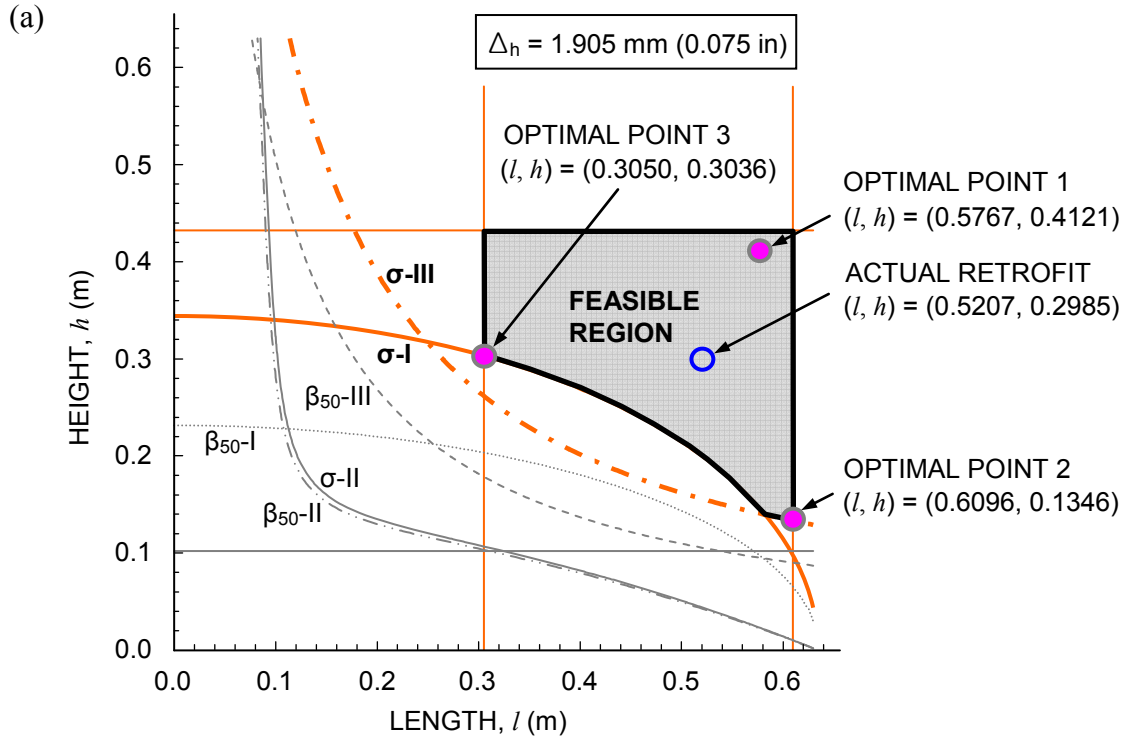 (a)
Δh = 1.905 mm (0.075 in)
OPTIMAL POINT 3
(l, h) = (0.3050, 0.3036)
OPTIMAL POINT 1
(l, h) = (0.5767, 0.4121)
ACTUAL RETROFIT
(l, h) = (0.5207, 0.2985)
OPTIMAL POINT 2
(l, h) = (0.6096, 0.1346)
FEASIBLE
REGION
σ-III
σ-I
β50-III
β50-I
σ-II
β50-II
HEIGHT, h (m)
0.6
0.5
0.4
0.3
0.2
0.1
0.0
0.0 0.1 0.2 0.3 0.4 0.5 0.6
LENGTH, l (m)